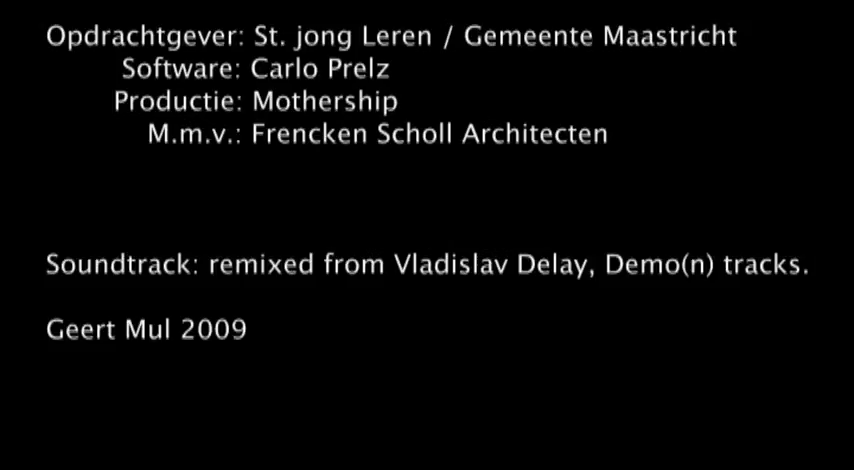 Opdrachtgever: St. jong Leren / Gemeente Maastricht
Software: Carlo Prelz
Productie: Mothership
M.m.v.: Frencken Scholl Architecten
Soundtrack: remixed from Vladislav Delay, Demo(n) tracks.
Geert Mul 2009